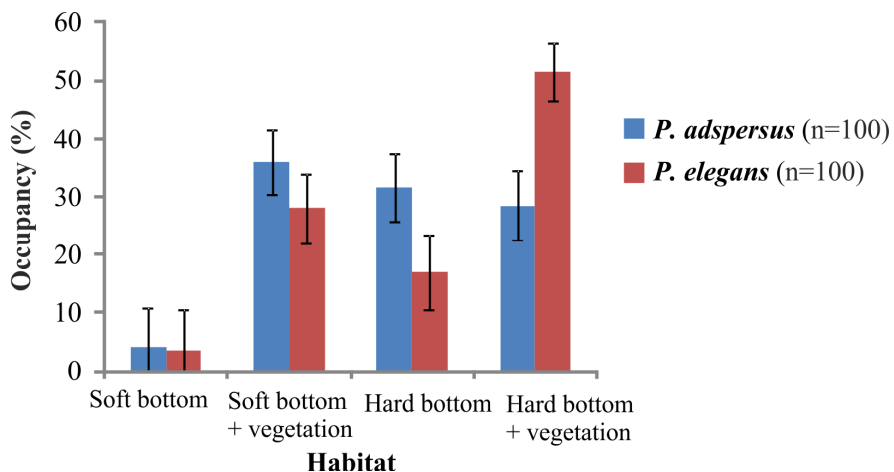 60
50
40
30
20
10
0
Occupancy (%)
P. adspersus (n=100)
P. elegans (n=100)
Soft bottom
Soft bottom
+ vegetation
Hard bottom
Hard bottom
+ vegetation
Habitat